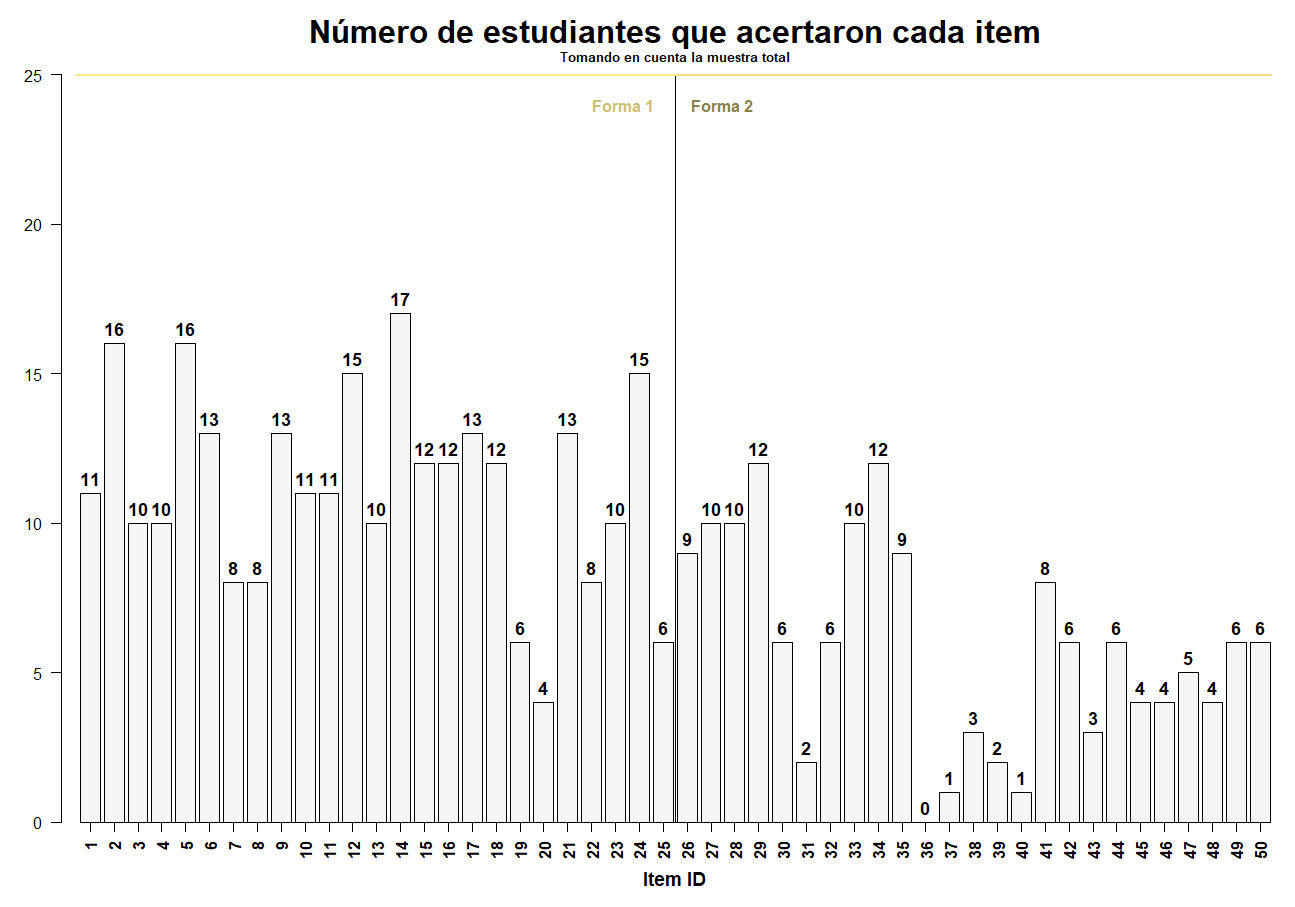 Número de estudiantes que acertaron cada item
Tomando en cuenta la muestra total
25
Forma 1 Forma 2
20
17
16 16
15 15 15
13 13 13 13
12 12 12 12 12
11 11 11
10 10 10 10 10 10 10 10
9 9
8 8 8 8
6 6 6 6 6 6 6 6
5 5
4 4 4 4
3 3
2 2
1 1
0 0
1 2 3 4 5 6 7 8 9 10 11 12 13 14 15 16 17 18 19 20 21 22 23 24 25 26 27 28 29 30 31 32 33 34 35 36 37 38 39 40 41 42 43 44 45 46 47 48 49 50
Item ID